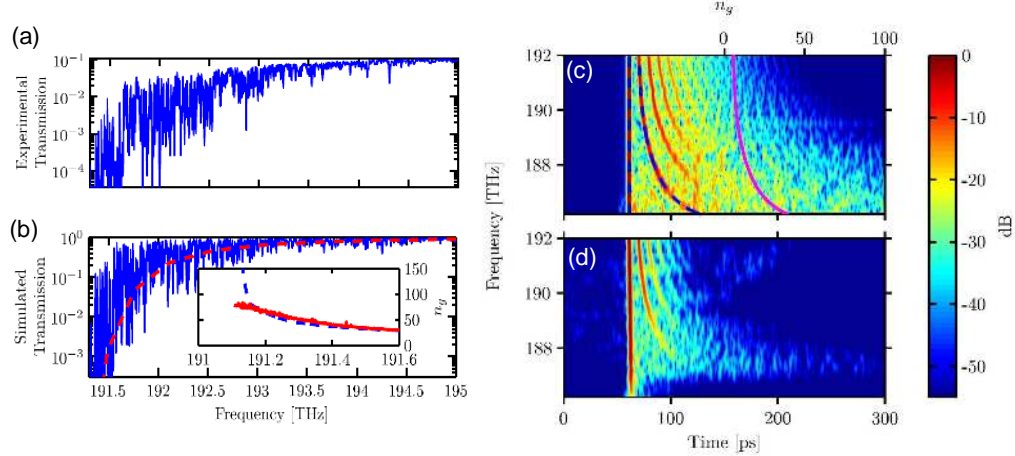 (a)
Experimental
Transmission
10⁻¹
10⁻²
10⁻³
10⁻⁴
(b)
Simulated
Transmission
10⁰
10⁻¹
10⁻²
10⁻³
150
100
50
0
n_g
191 191.2 191.4 191.6
191.5 192 192.5 193 193.5 194 194.5 195
Frequency [THz]
n_g
0 50 100
(c)
192
190
188
Frequency [THz]
(d)
192
190
188
0 100 200 300
Time [ps]
0
-10
-20
-30
-40
-50
dB